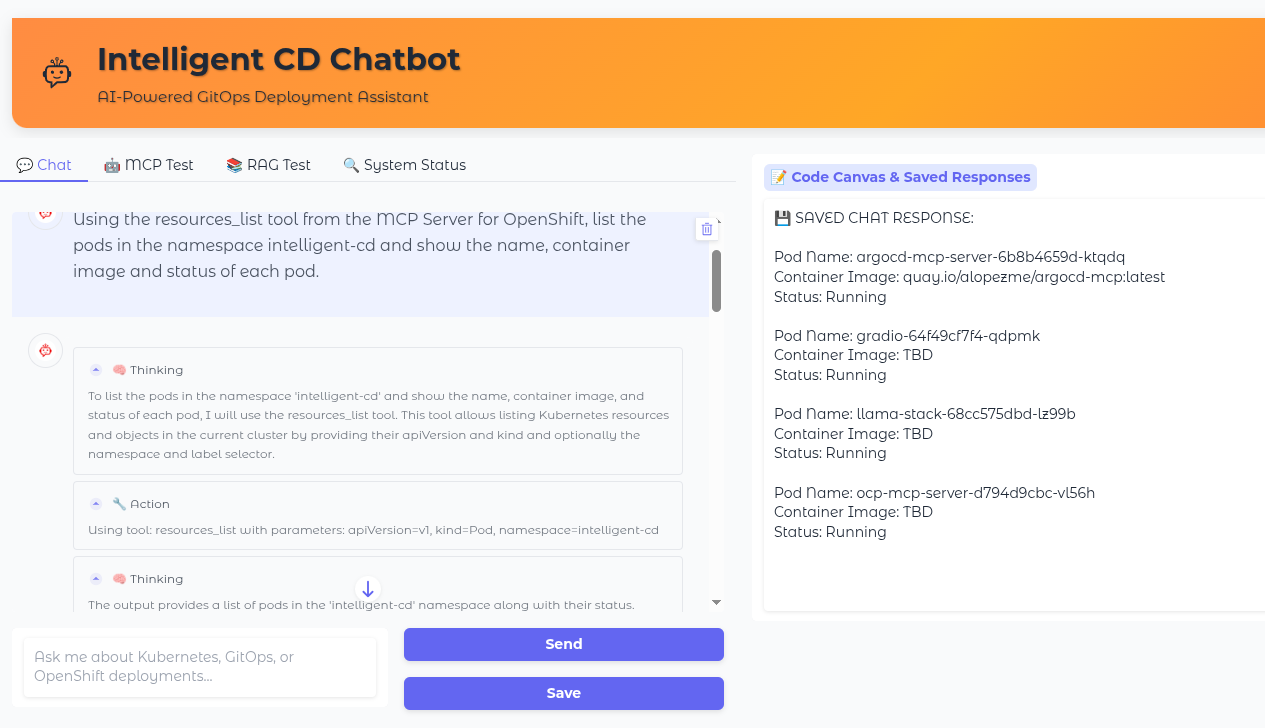 Intelligent CD Chatbot
AI-Powered GitOps Deployment Assistant
💬 Chat
🤖 MCP Test
📚 RAG Test
🔍 System Status
Using the resources_list tool from the MCP Server for OpenShift, list the
pods in the namespace intelligent-cd and show the name, container
image and status of each pod.
🧠 Thinking
To list the pods in the namespace 'intelligent-cd' and show the name, container image, and
status of each pod, I will use the resources_list tool. This tool allows listing Kubernetes resources
and objects in the current cluster by providing their apiVersion and kind and optionally the
namespace and label selector.
🔧 Action
Using tool: resources_list with parameters: apiVersion=v1, kind=Pod, namespace=intelligent-cd
🧠 Thinking
The output provides a list of pods in the 'intelligent-cd' namespace along with their status.
Ask me about Kubernetes, GitOps, or
OpenShift deployments...
Send
Save
📝 Code Canvas & Saved Responses
💾 SAVED CHAT RESPONSE:
Pod Name: argocd-mcp-server-6b8b4659d-ktqdq
Container Image: quay.io/alopezme/argocd-mcp:latest
Status: Running
Pod Name: gradio-64f49cf7f4-qdpmk
Container Image: TBD
Status: Running
Pod Name: llama-stack-68cc575dbd-lz99b
Container Image: TBD
Status: Running
Pod Name: ocp-mcp-server-d794d9cbc-vl56h
Container Image: TBD
Status: Running